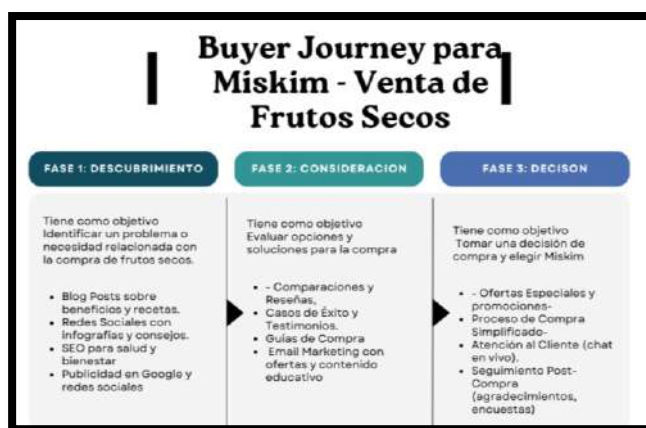 Buyer Journey para
Miskim - Venta de
Frutos Secos
FASE 1: DESCUBRIMIENTO
Tiene como objetivo
Identificar un problema o
necesidad relacionada con
la compra de frutos secos.
• Blog Posts sobre
beneficios y recetas.
• Redes Sociales con
infografías y consejos.
• SEO para salud y
bienestar
• Publicidad en Google y
redes sociales
FASE 2: CONSIDERACION
Tiene como objetivo
Evaluar opciones y
soluciones para la compra
• - Comparaciones y
Reseñas,
• Casos de Éxito y
Testimonios.
• Guías de Compra
• Email Marketing con
ofertas y contenido
educativo
FASE 3: DECISON
Tiene como objetivo
Tomar una decisión de
compra y elegir Miskim
• - Ofertas Especiales y
promociones-
• Proceso de Compra
Simplificado-
• Atención al Cliente (chat
en vivo).
• Seguimiento Post-
Compra
(agradecimientos,
encuestas)